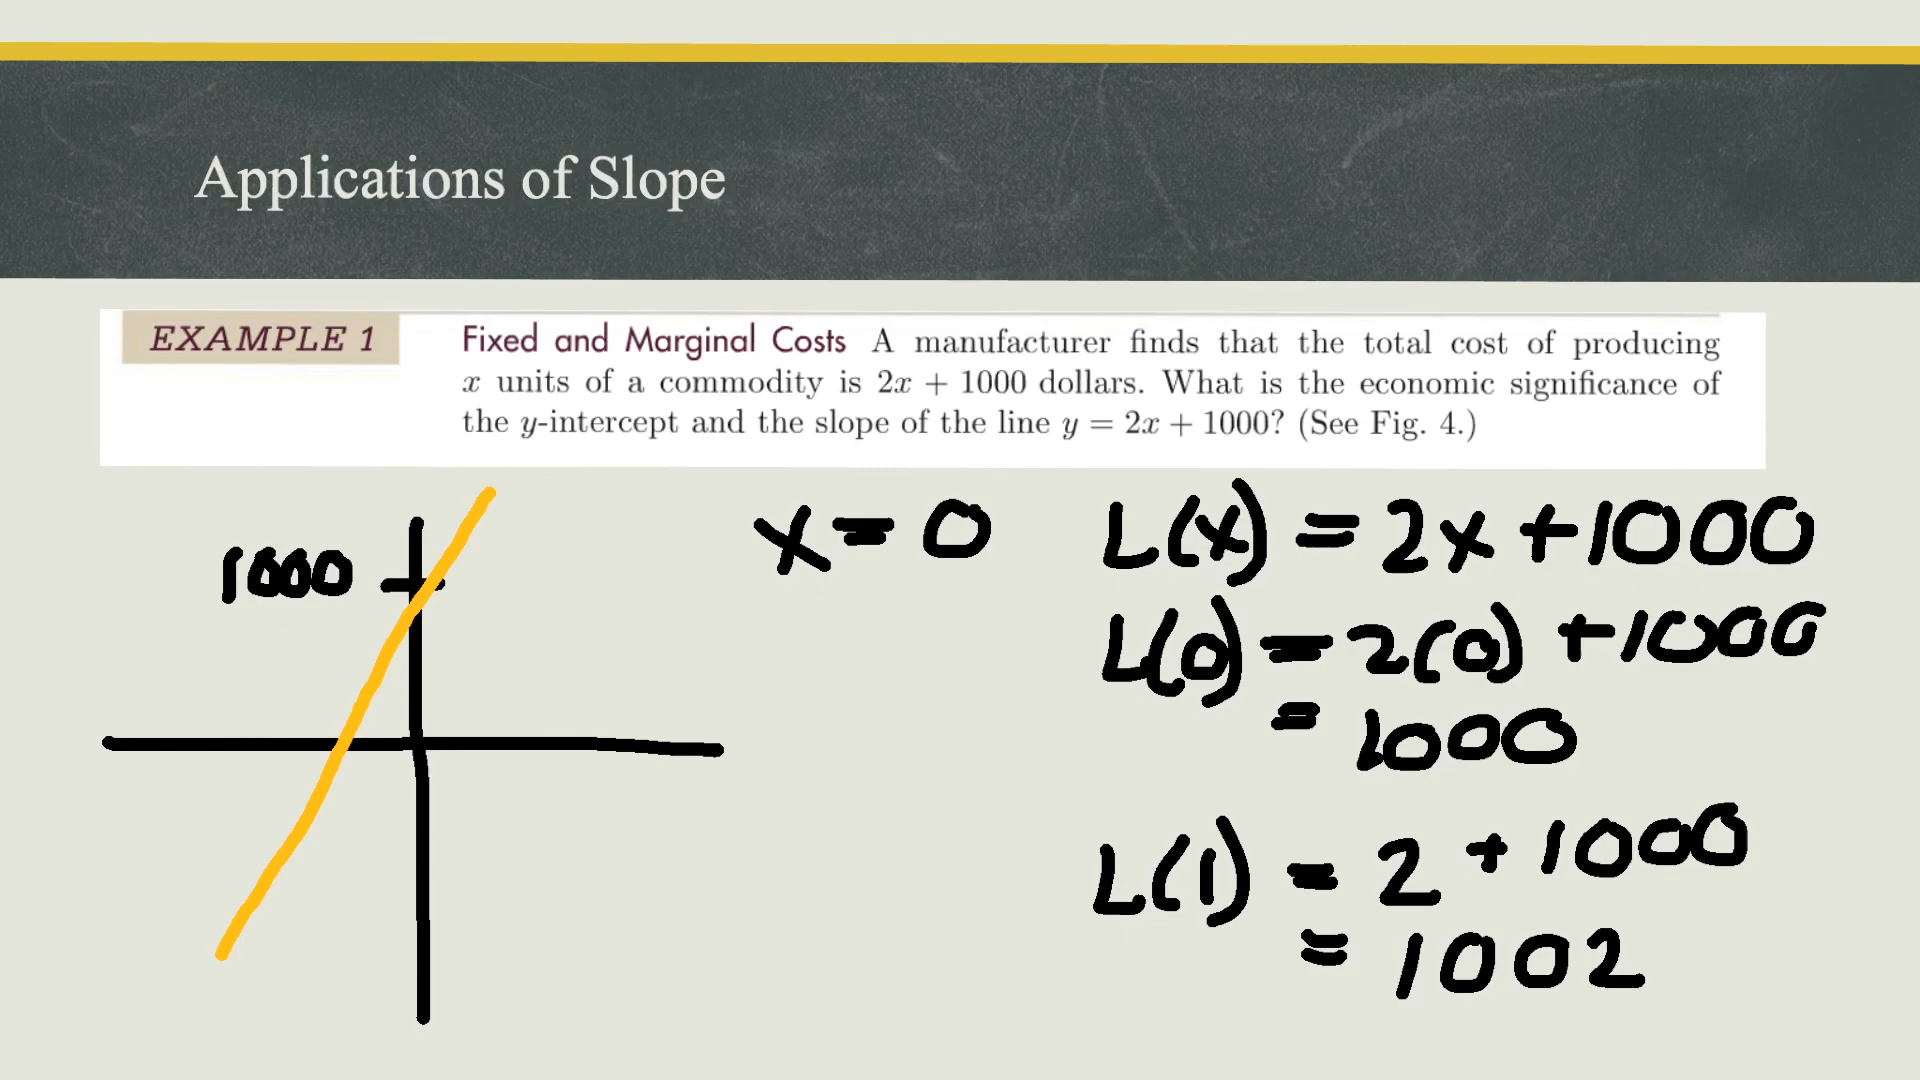 Applications of Slope
EXAMPLE 1
Fixed and Marginal Costs A manufacturer finds that the total cost of producing
x units of a commodity is 2x + 1000 dollars. What is the economic significance of
the y-intercept and the slope of the line y = 2x + 1000? (See Fig. 4.)
1000
x = 0
L(x) = 2x + 1000
L(0) = 2(0) + 1000
= 1000
L(1) = 2 + 1000
= 1002